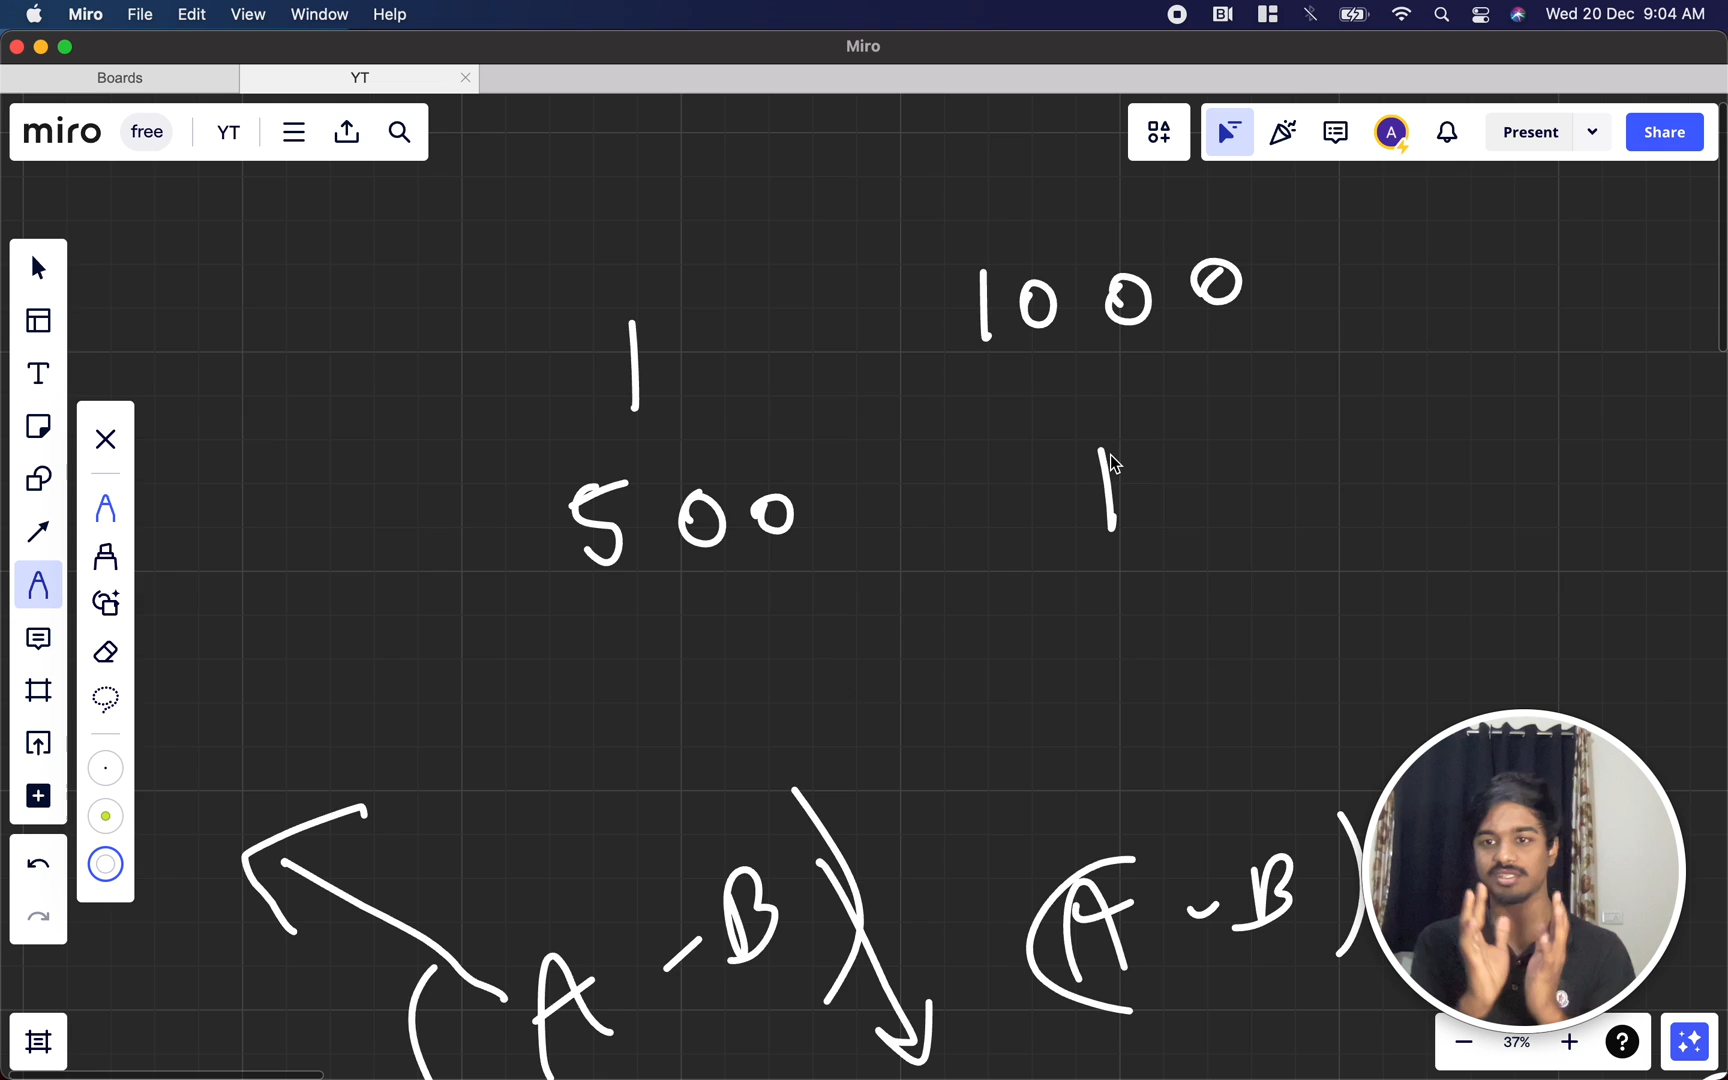 Miro File Edit View Window Help Wed 20 Dec 9:04 AM
Miro
Boards YT
miro free YT A Present Share
1000
1
1
500
A - B) (A - B)
(
37% ?